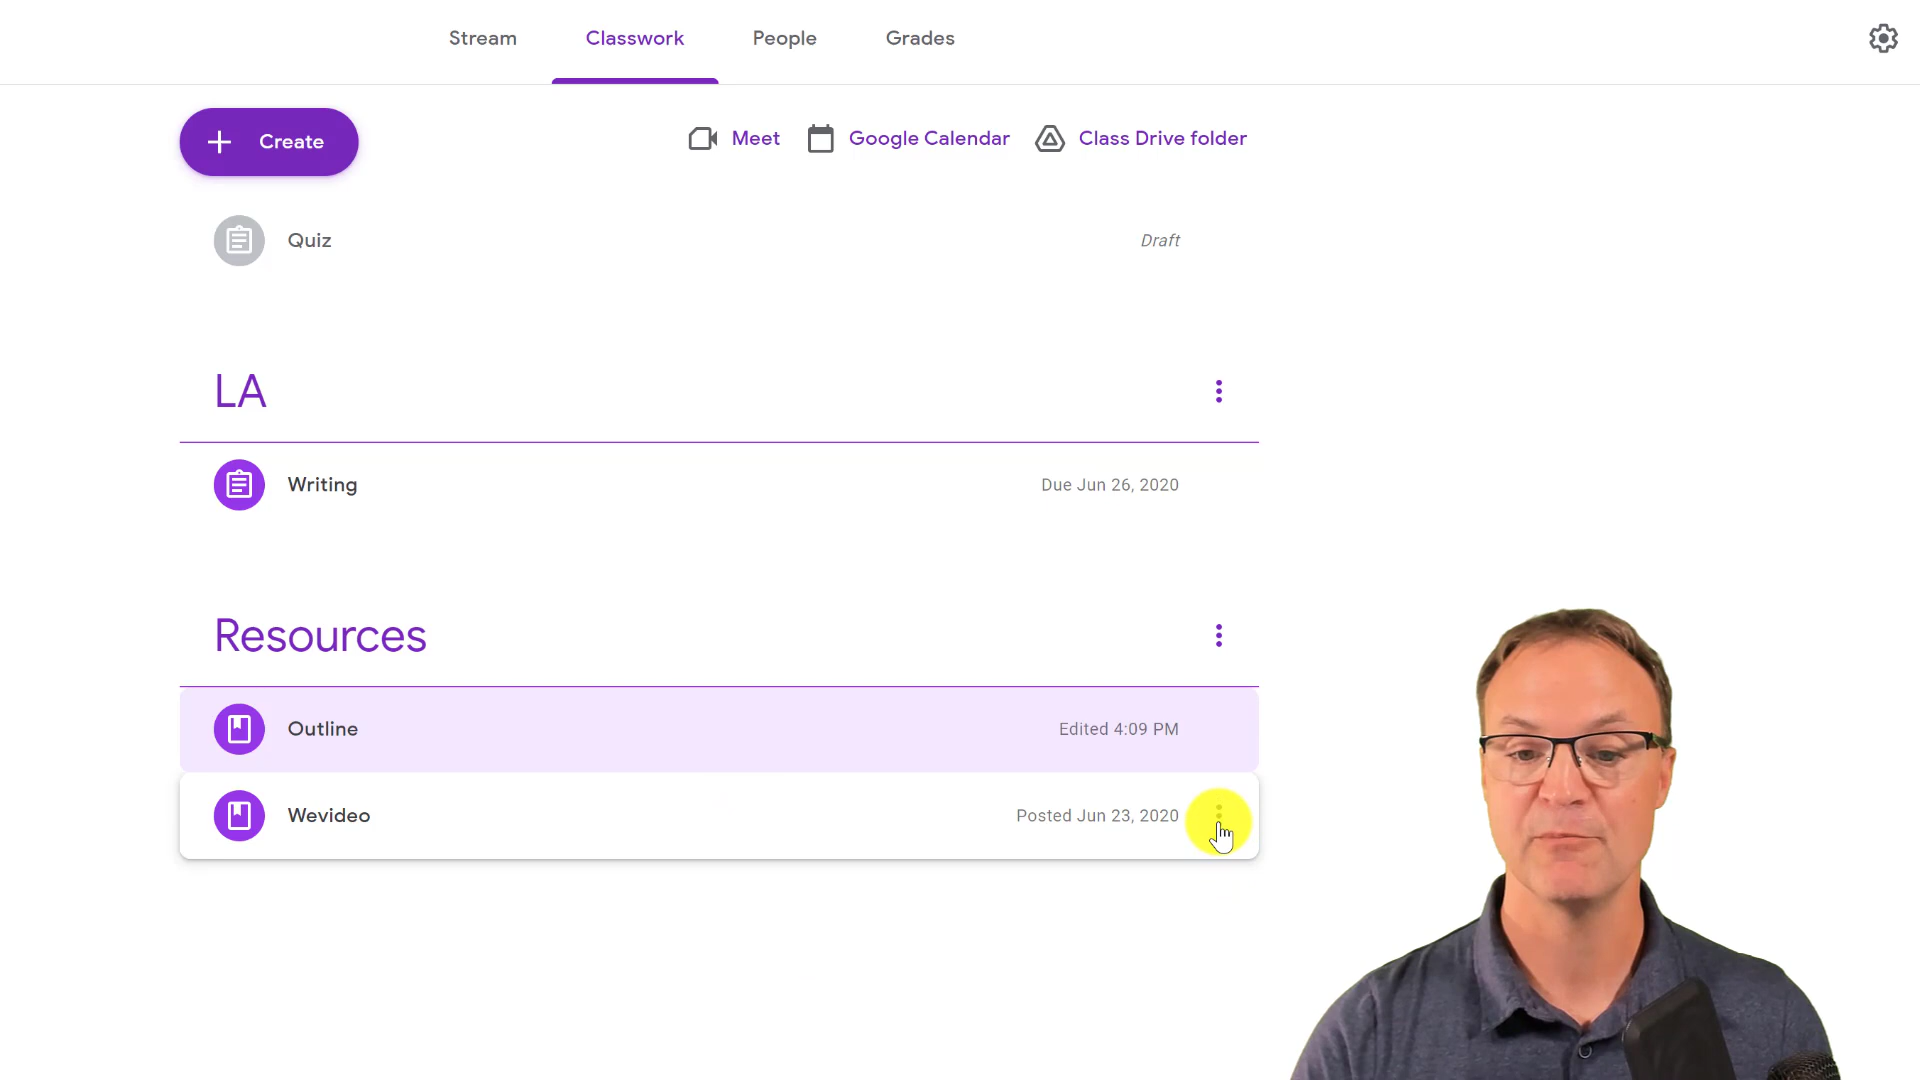 Stream Classwork People Grades
Create Meet Google Calendar Class Drive folder
Quiz Draft
LA
Writing Due Jun 26, 2020
Resources
Outline Edited 4:09 PM
Wevideo Posted Jun 23, 2020